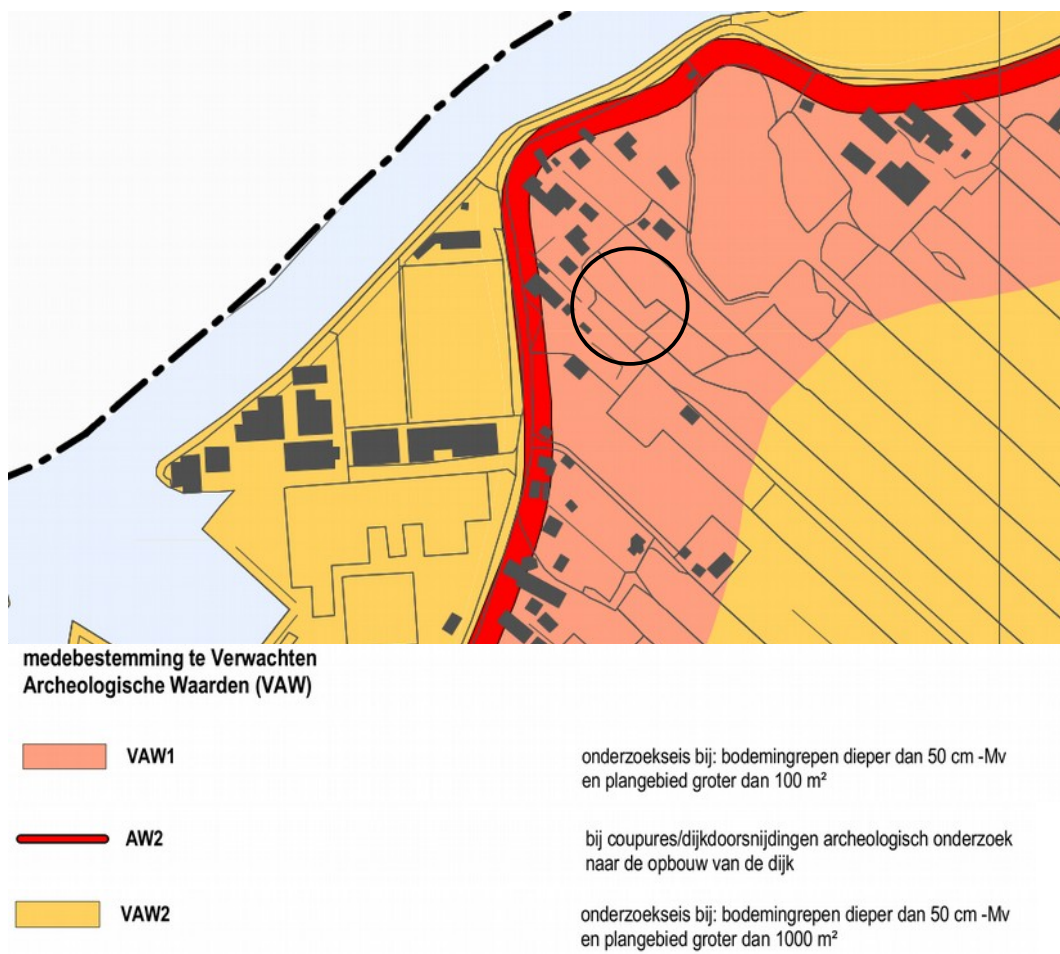 medebestemming te Verwachten
Archeologische Waarden (VAW)
VAW1
onderzoekseis bij: bodemingrepen dieper dan 50 cm -Mv
en plangebied groter dan 100 m²
AW2
bij coupures/dijkdoorsnijdingen archeologisch onderzoek
naar de opbouw van de dijk
VAW2
onderzoekseis bij: bodemingrepen dieper dan 50 cm -Mv
en plangebied groter dan 1000 m²